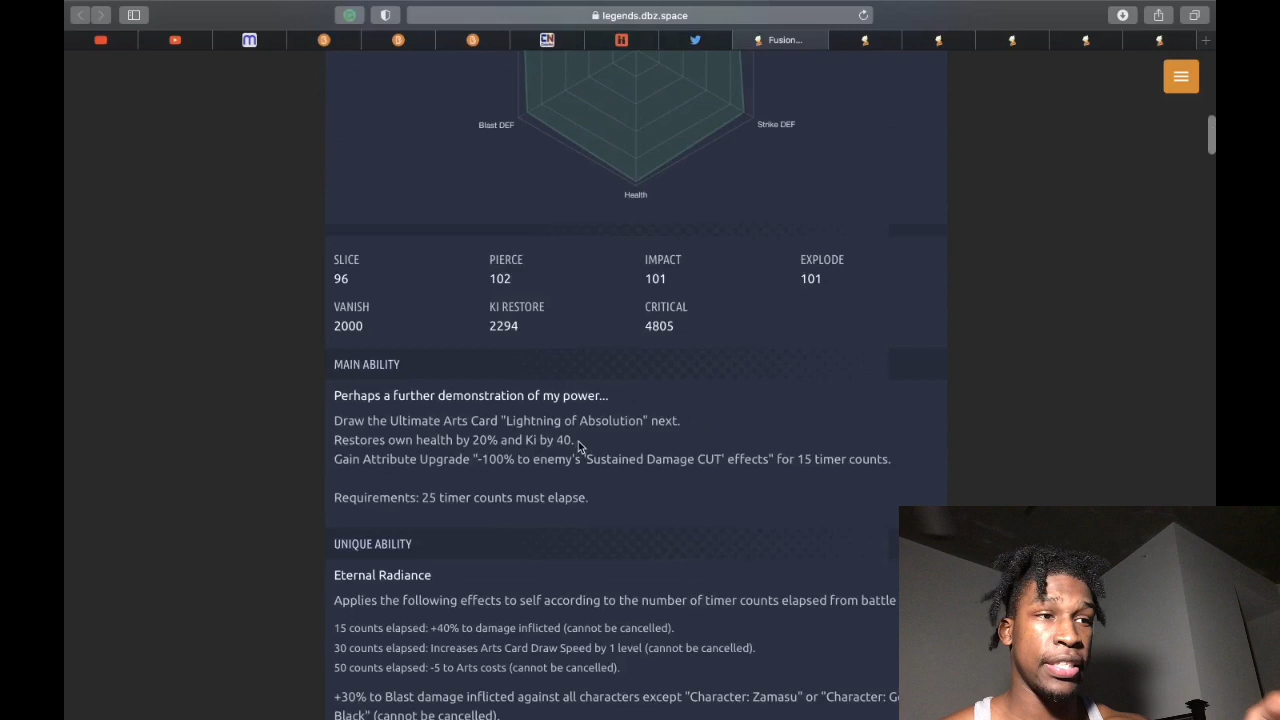 legends.dbz.space
Fusion...
Blast DEF
Strike DEF
Health
SLICE PIERCE IMPACT EXPLODE
96 102 101 101
VANISH KI RESTORE CRITICAL
2000 2294 4805
MAIN ABILITY
Perhaps a further demonstration of my power...
Draw the Ultimate Arts Card "Lightning of Absolution" next.
Restores own health by 20% and Ki by 40.
Gain Attribute Upgrade "-100% to enemy's 'Sustained Damage CUT' effects" for 15 timer counts.
Requirements: 25 timer counts must elapse.
UNIQUE ABILITY
Eternal Radiance
Applies the following effects to self according to the number of timer counts elapsed from battle
15 counts elapsed: +40% to damage inflicted (cannot be cancelled).
30 counts elapsed: Increases Arts Card Draw Speed by 1 level (cannot be cancelled).
50 counts elapsed: -5 to Arts costs (cannot be cancelled).
+30% to Blast damage inflicted against all characters except "Character: Zamasu" or "Character: G
Black" (cannot be cancelled).